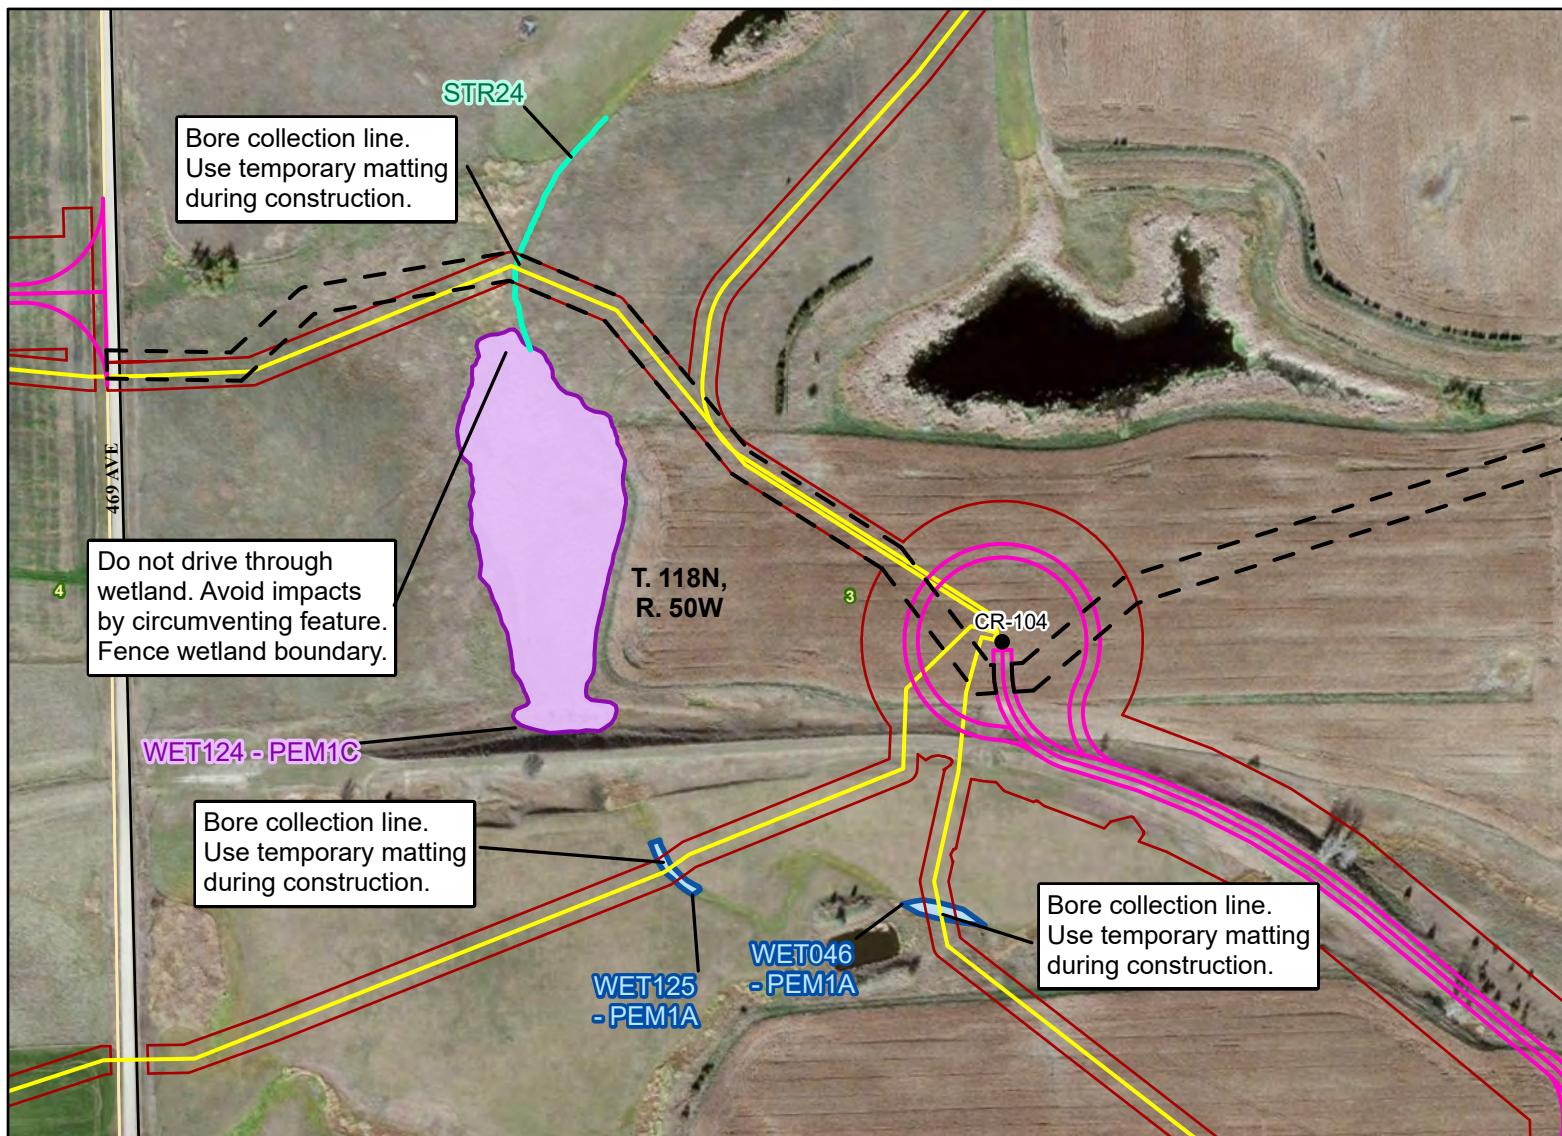 STR24
Bore collection line.
Use temporary matting
during construction.
469 AVE
Do not drive through
wetland. Avoid impacts
by circumventing feature.
Fence wetland boundary.
4
T. 118N,
R. 50W
3
CR-104
WET124 - PEM1C
Bore collection line.
Use temporary matting
during construction.
WET125
- PEM1A
WET046
- PEM1A
Bore collection line.
Use temporary matting
during construction.